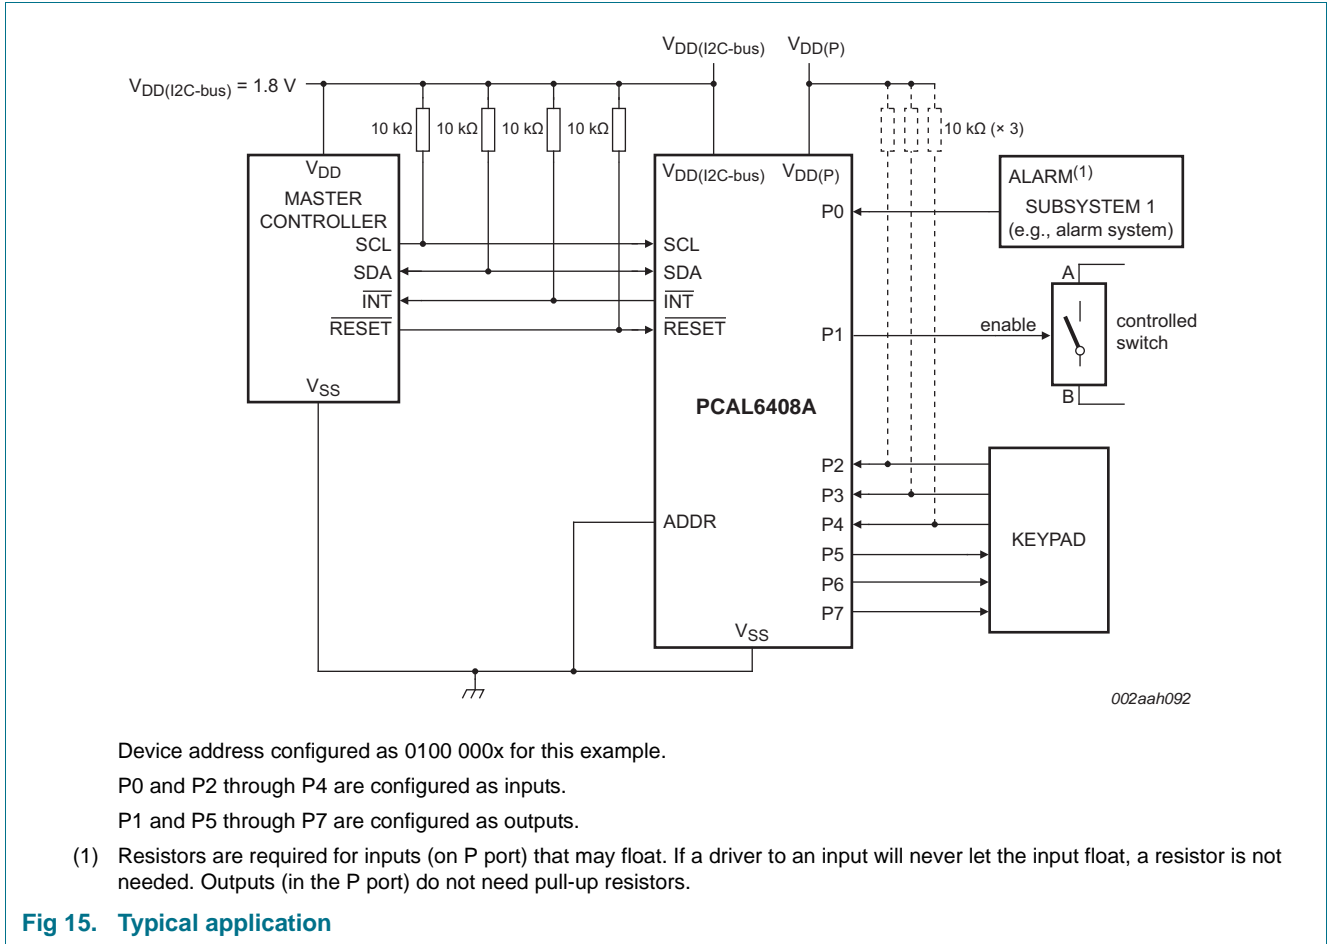 VDD(I2C-bus) VDD(P)
VDD(I2C-bus) = 1.8 V
10 kΩ 10 kΩ 10 kΩ 10 kΩ 10 kΩ (× 3)
VDD
MASTER
CONTROLLER
SCL
SDA
INT
RESET
VSS
VDD(I2C-bus) VDD(P)
SCL
SDA
INT
RESET
PCAL6408A
ADDR
VSS
P0
P1
P2
P3
P4
P5
P6
P7
ALARM(1)
SUBSYSTEM 1
(e.g., alarm system)
A
enable
controlled
switch
B
KEYPAD
002aah092
Device address configured as 0100 000x for this example.
P0 and P2 through P4 are configured as inputs.
P1 and P5 through P7 are configured as outputs.
(1) Resistors are required for inputs (on P port) that may float. If a driver to an input will never let the input float, a resistor is not
needed. Outputs (in the P port) do not need pull-up resistors.
Fig 15. Typical application